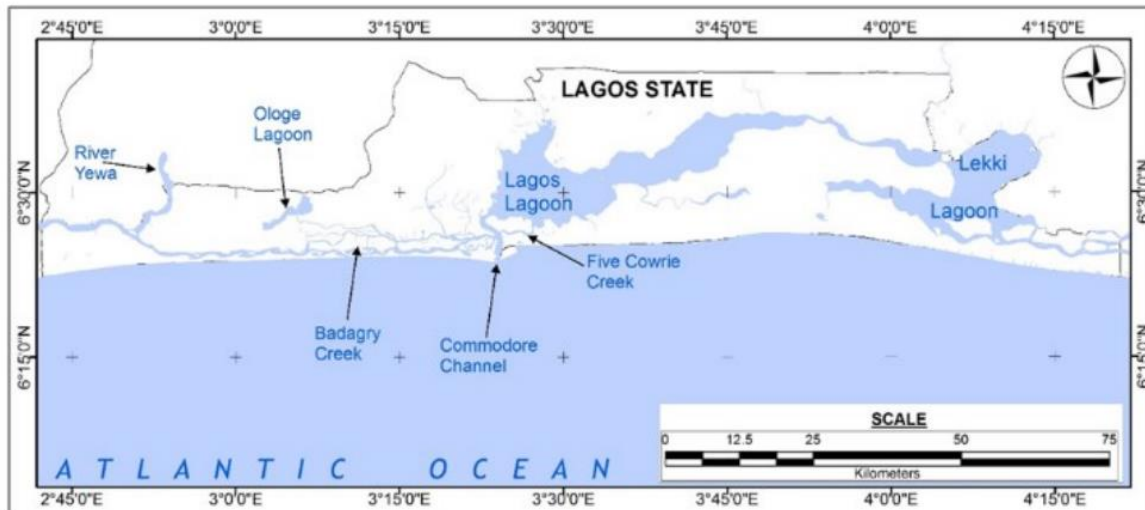 2°45'0"E 3°0'0"E 3°15'0"E 3°30'0"E 3°45'0"E 4°0'0"E 4°15'0"E
LAGOS STATE
Ologe
Lagoon
River
Yewa
Lekki
Lagos
Lagoon
Lagoon
6°30'0"N 6°30'0"N
Five Cowrie
Creek
Badagry
Creek
Commodore
Channel
6°15'0"N 6°15'0"N
SCALE
0 12.5 25 50 75
Kilometers
ATLANTIC OCEAN
2°45'0"E 3°0'0"E 3°15'0"E 3°30'0"E 3°45'0"E 4°0'0"E 4°15'0"E